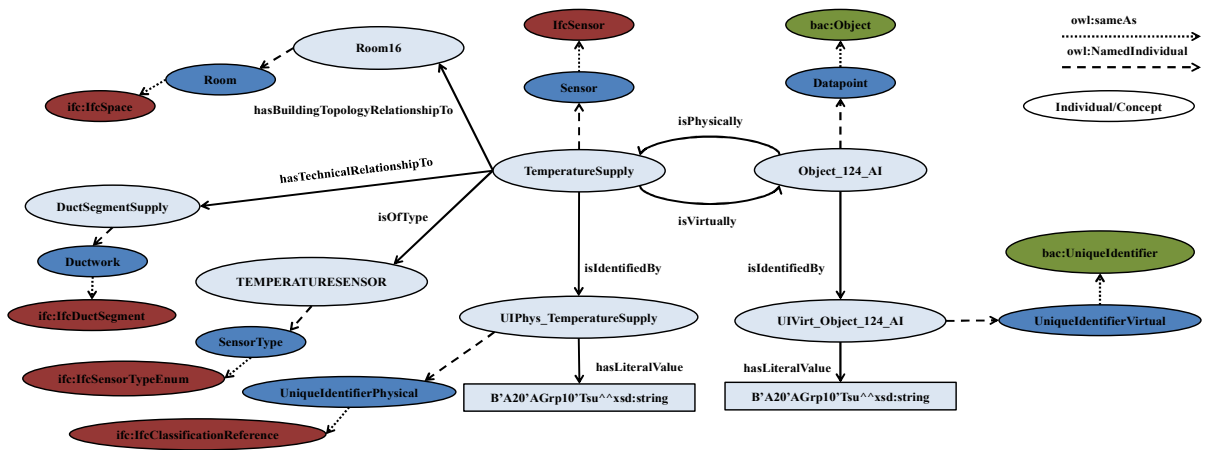 IfcSensor
bac:Object
owl:sameAs
owl:NamedIndividual
Room16
Room
Sensor
Datapoint
ifc:IfcSpace
Individual/Concept
hasBuildingTopologyRelationshipTo
isPhysically
hasTechnicalRelationshipTo
TemperatureSupply
Object_124_AI
DuctSegmentSupply
isOfType
isVirtually
Ductwork
bac:UniqueIdentifier
isIdentifiedBy
isIdentifiedBy
TEMPERATURESENSOR
ifc:IfcDuctSegment
UIPhys_TemperatureSupply
UIVirt_Object_124_AI
UniqueIdentifierVirtual
SensorType
hasLiteralValue
hasLiteralValue
ifc:IfcSensorTypeEnum
UniqueIdentifierPhysical
B'A20'AGrp10'Tsu^^xsd:string
B'A20'AGrp10'Tsu^^xsd:string
ifc:IfcClassificationReference